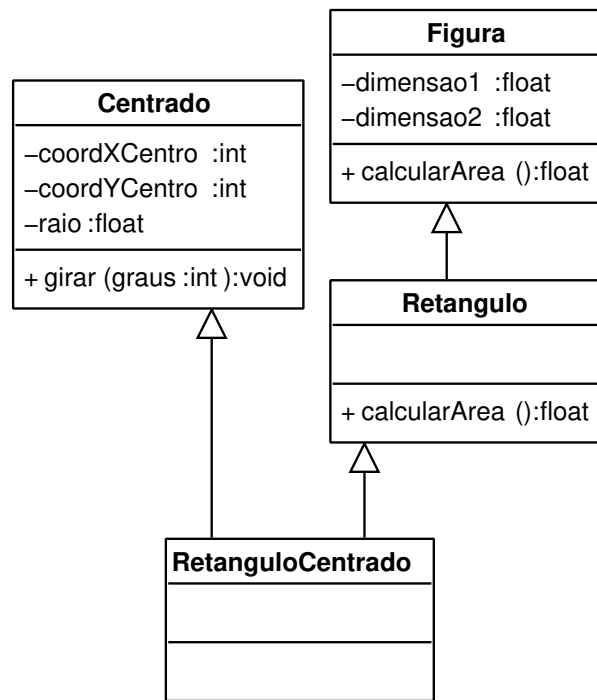 Centrado
–coordXCentro :int
–coordYCentro :int
–raio :float
+ girar (graus :int ):void
Figura
–dimensao1 :float
–dimensao2 :float
+ calcularArea ():float
Retangulo
+ calcularArea ():float
RetanguloCentrado